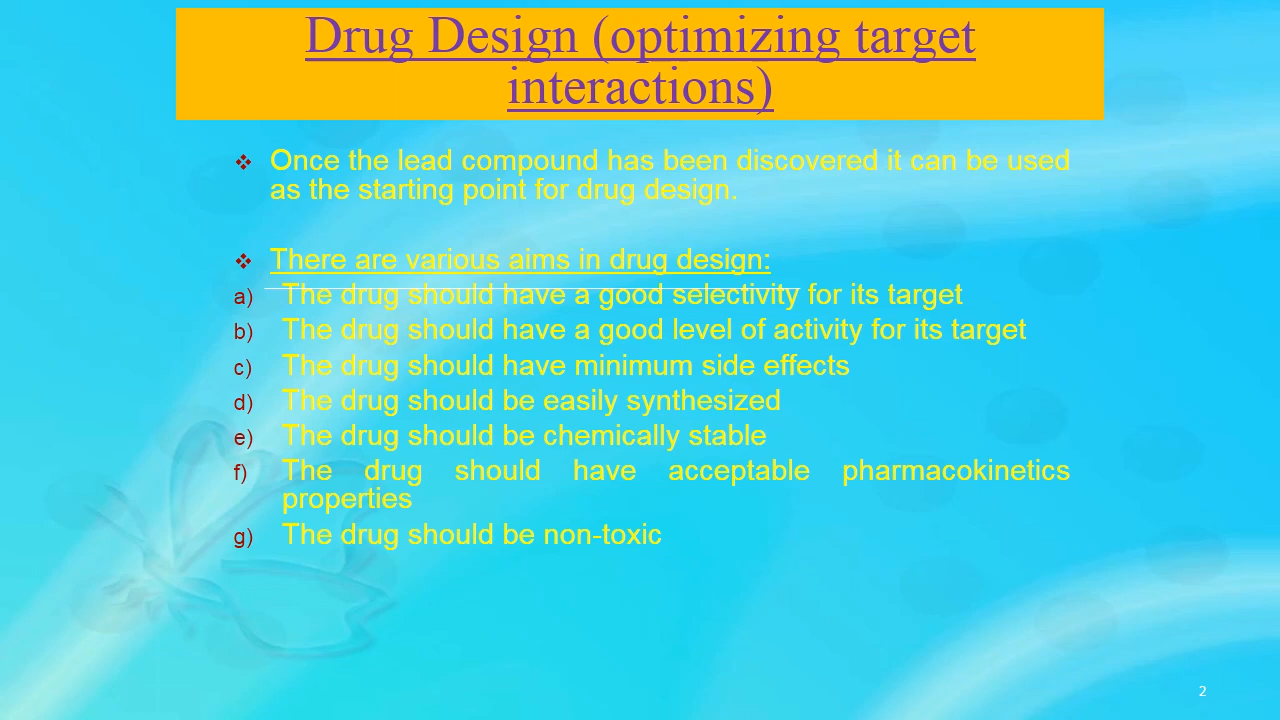 Drug Design (optimizing target
interactions)
❖ Once the lead compound has been discovered it can be used
as the starting point for drug design.
❖ There are various aims in drug design:
a) The drug should have a good selectivity for its target
b) The drug should have a good level of activity for its target
c) The drug should have minimum side effects
d) The drug should be easily synthesized
e) The drug should be chemically stable
f) The drug should have acceptable pharmacokinetics
properties
g) The drug should be non-toxic
2